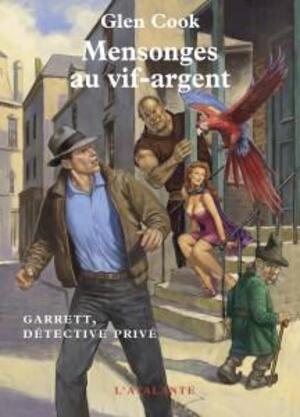 Glen Cook
Mensonges
au vif-argent
GARRETT,
DÉTECTIVE PRIVÉ
L'ATALANTE